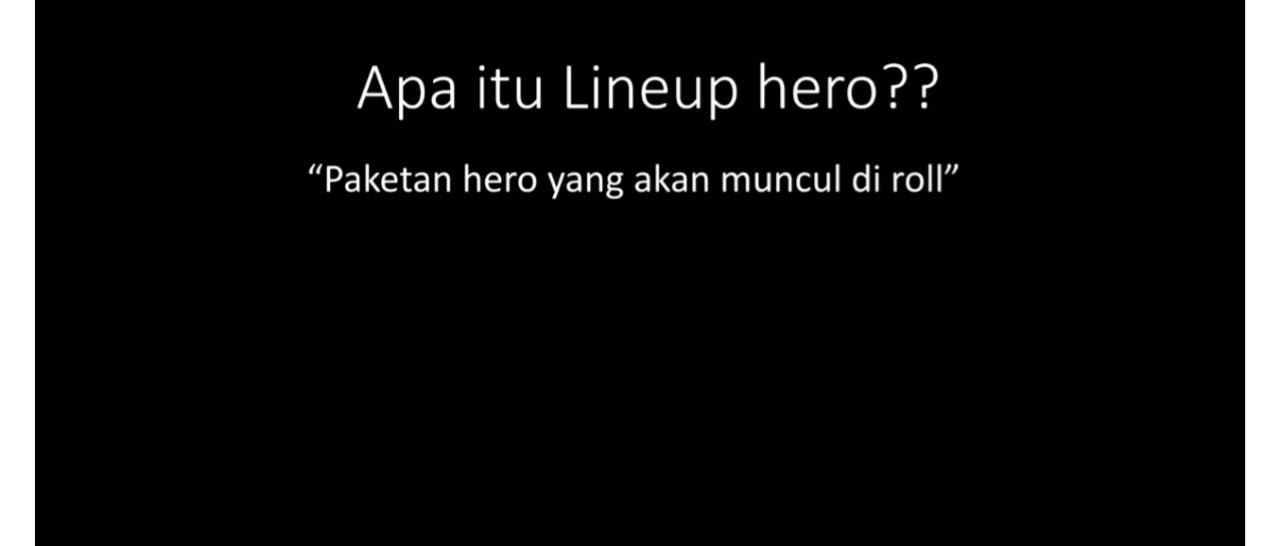 Apa itu Lineup hero??
“Paketan hero yang akan muncul di roll”